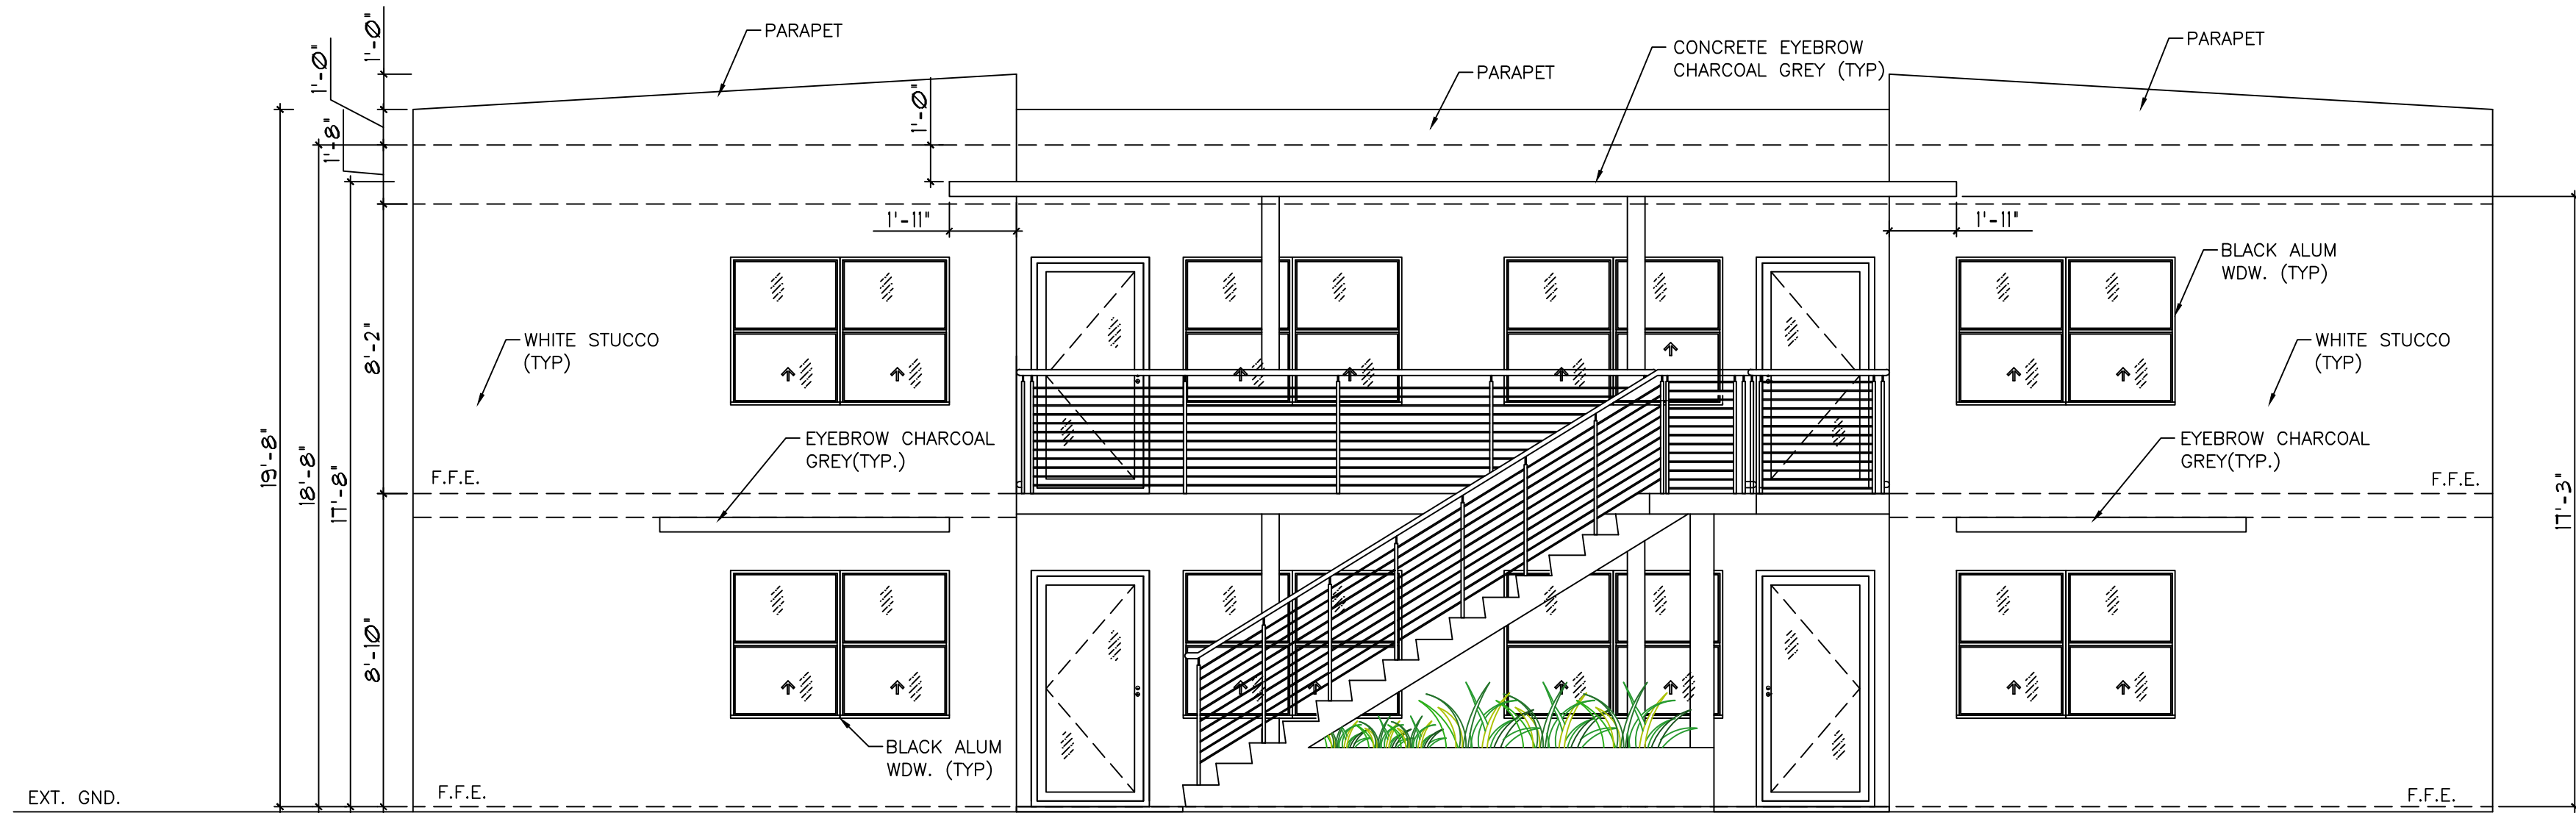 1'-0"
1'-0"
1'-8"
PARAPET
1'-0"
PARAPET
CONCRETE EYEBROW
CHARCOAL GREY (TYP)
PARAPET
1'-11"
1'-11"
BLACK ALUM
WDW. (TYP)
WHITE STUCCO
(TYP)
WHITE STUCCO
(TYP)
8'-2"
EYEBROW CHARCOAL
GREY(TYP.)
EYEBROW CHARCOAL
GREY(TYP.)
19'-8"
18'-8"
17'-8"
F.F.E.
F.F.E.
17'-3"
8'-10"
BLACK ALUM
WDW. (TYP)
EXT. GND.
F.F.E.
F.F.E.